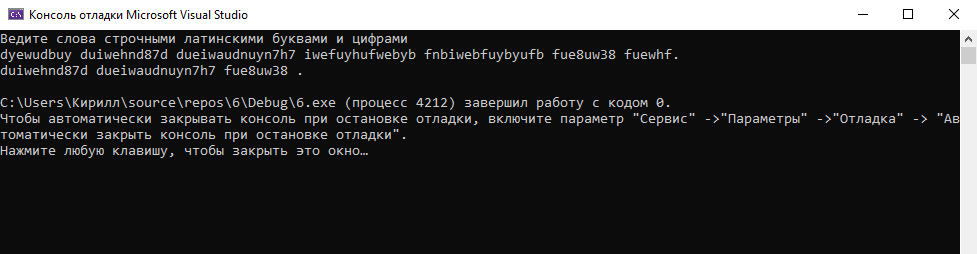 Консоль отладки Microsoft Visual Studio
Ведите слова строчными латинскими буквами и цифрами
dyewudbuy duiwehnd87d dueiwaudnuyn7h7 iwefuyhufwebyb fnbiwebfuybyufb fue8uw38 fuewhf.
duiwehnd87d dueiwaudnuyn7h7 fue8uw38 .
C:\Users\Кирилл\source\repos\6\Debug\6.exe (процесс 4212) завершил работу с кодом 0.
Чтобы автоматически закрывать консоль при остановке отладки, включите параметр "Сервис" ->"Параметры" ->"Отладка" -> "Ав
томатически закрыть консоль при остановке отладки".
Нажмите любую клавишу, чтобы закрыть это окно…